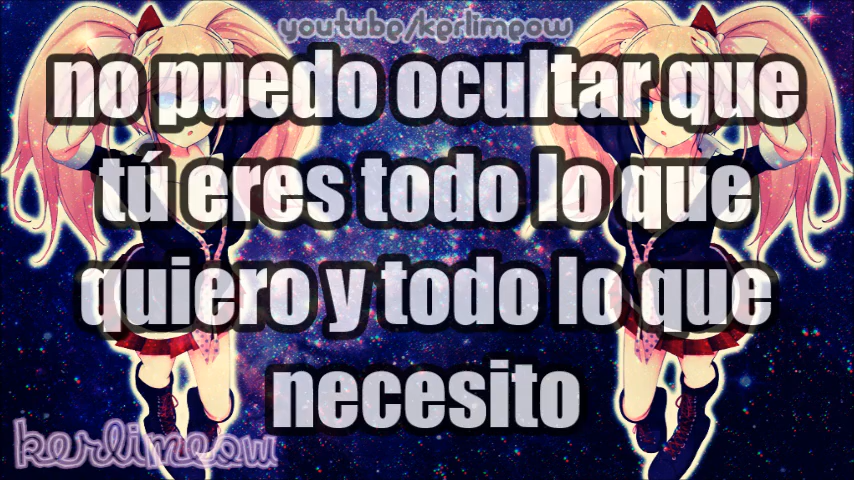 youtube/kerlimeow
no puedo ocultar que
tú eres todo lo que
quiero y todo lo que
necesito
kerlimeow